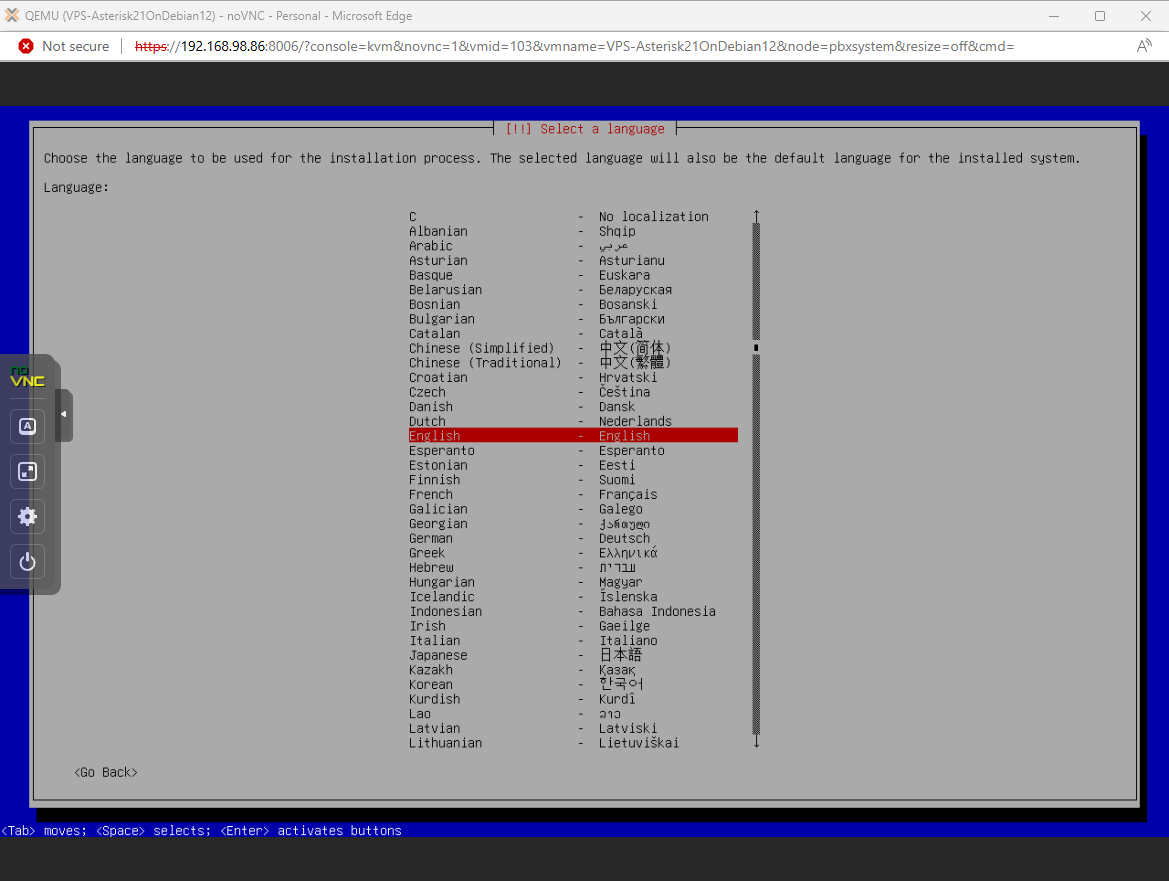 QEMU (VPS-Asterisk21OnDebian12) - noVNC - Personal - Microsoft Edge
Not secure | https://192.168.98.86:8006/?console=kvm&novnc=1&vmid=103&vmname=VPS-Asterisk21OnDebian12&node=pbxsystem&resize=off&cmd=
[!!] Select a language
Choose the language to be used for the installation process. The selected language will also be the default language for the installed system.
Language:
C - No localization
Albanian - Shqip
Arabic - عربي
Asturian - Asturianu
Basque - Euskara
Belarusian - Беларуская
Bosnian - Bosanski
Bulgarian - Български
Catalan - Català
Chinese (Simplified) - 中文(简体)
Chinese (Traditional) - 中文(繁體)
Croatian - Hrvatski
Czech - Čeština
Danish - Dansk
Dutch - Nederlands
English - English
Esperanto - Esperanto
Estonian - Eesti
Finnish - Suomi
French - Français
Galician - Galego
Georgian - ქართული
German - Deutsch
Greek - Ελληνικά
Hebrew - עברית
Hungarian - Magyar
Icelandic - Íslenska
Indonesian - Bahasa Indonesia
Irish - Gaeilge
Italian - Italiano
Japanese - 日本語
Kazakh - Қазақ
Korean - 한국어
Kurdish - Kurdî
Lao - ລາວ
Latvian - Latviski
Lithuanian - Lietuviškai
<Go Back>
<Tab> moves; <Space> selects; <Enter> activates buttons
no
VNC
A